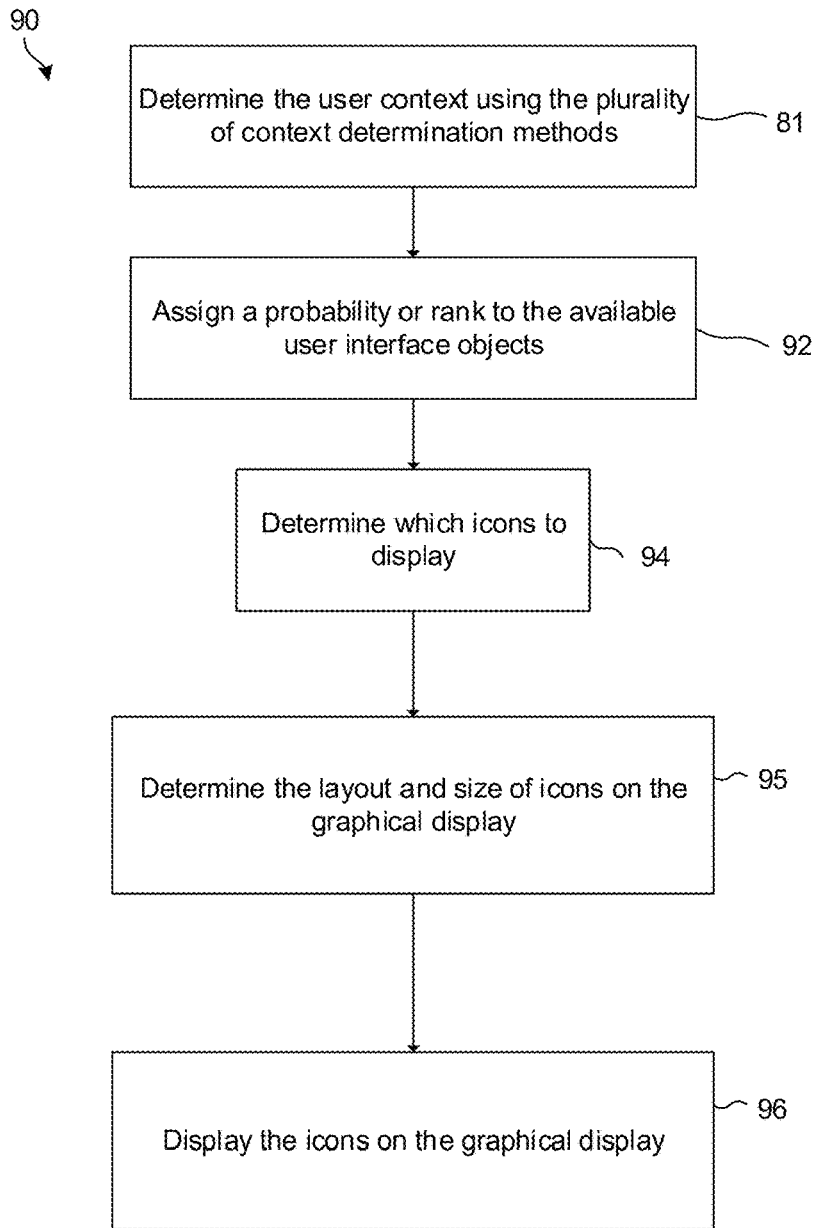 90
Determine the user context using the plurality
of context determination methods
81
Assign a probability or rank to the available
user interface objects
92
Determine which icons to
display
94
Determine the layout and size of icons on the
graphical display
95
Display the icons on the graphical display
96